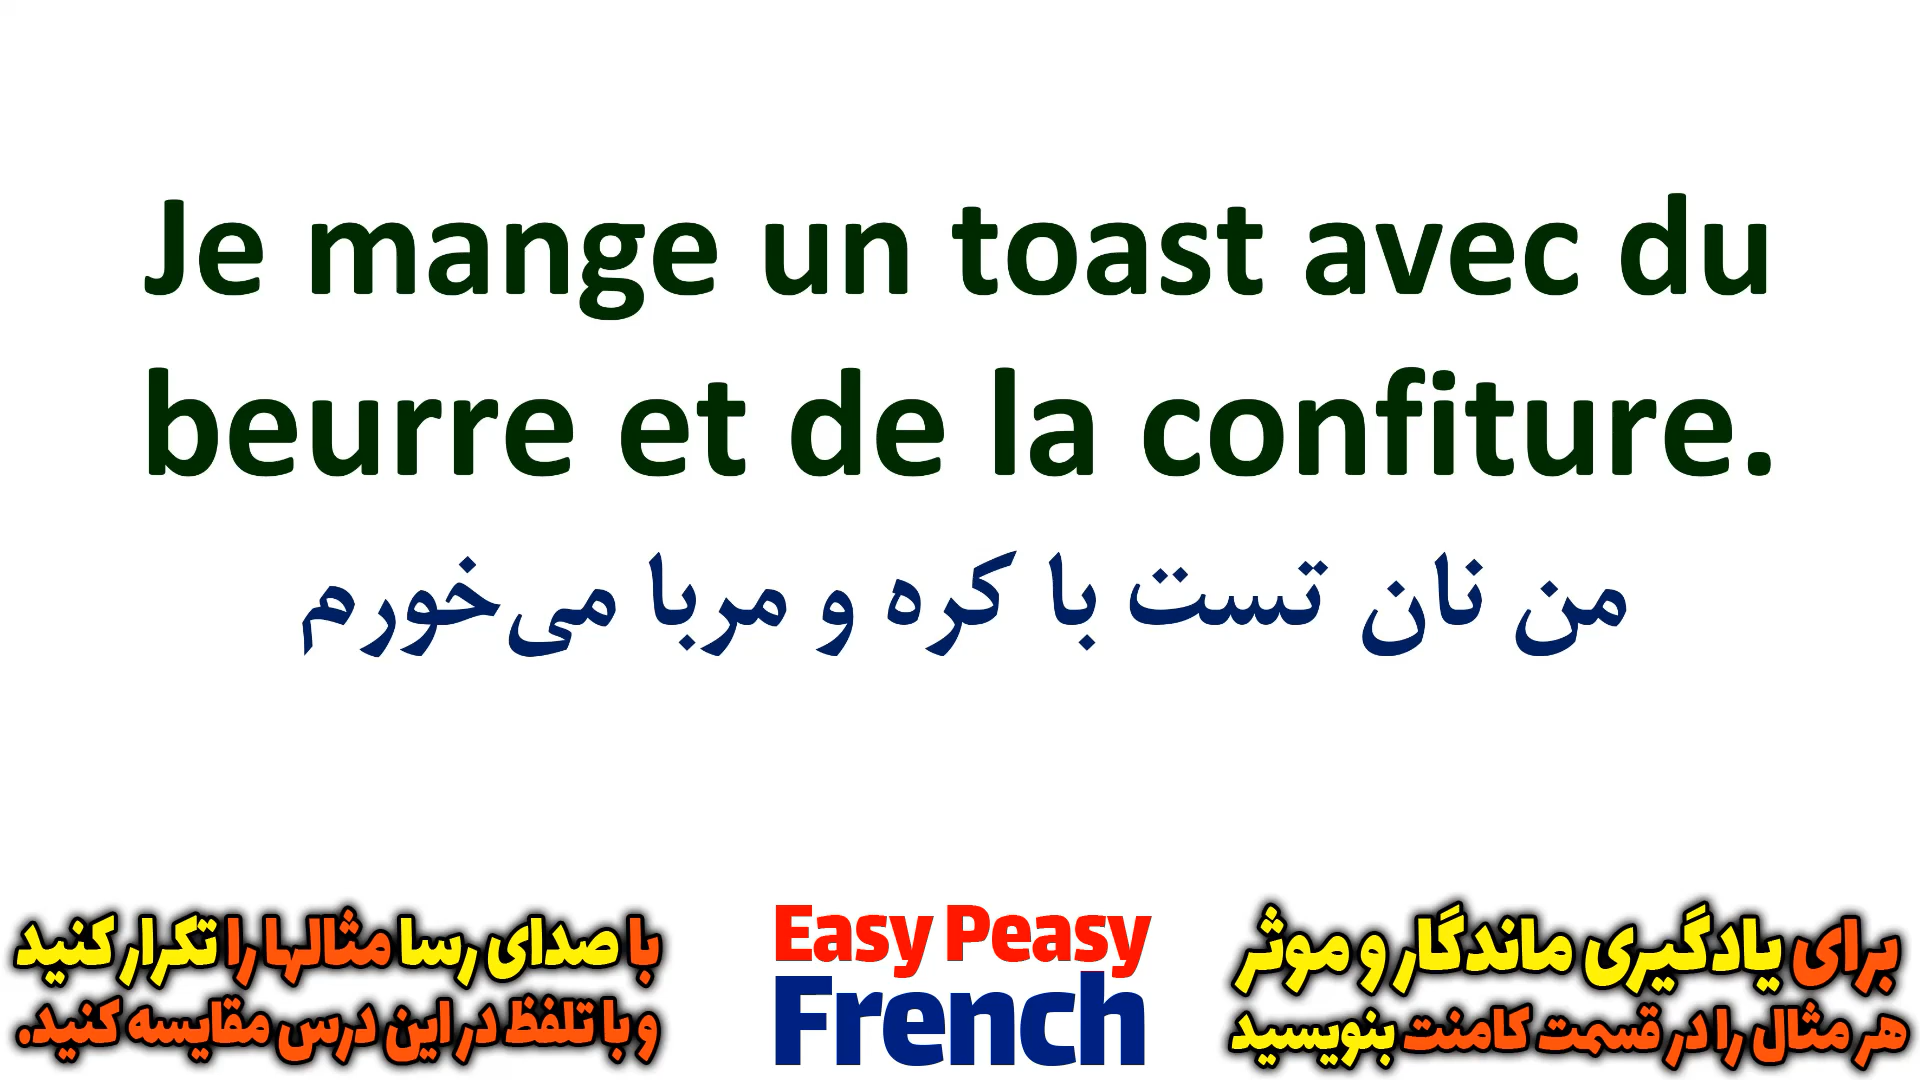 Je mange un toast avec du
beurre et de la confiture.
من نان تست با کره و مربا می‌خورم
با صدای رسا مثالها را تکرار کنید
و با تلفظ در این درس مقایسه کنید.
Easy Peasy
French
برای یادگیری ماندگار و موثر
هر مثال را در قسمت کامنت بنویسید